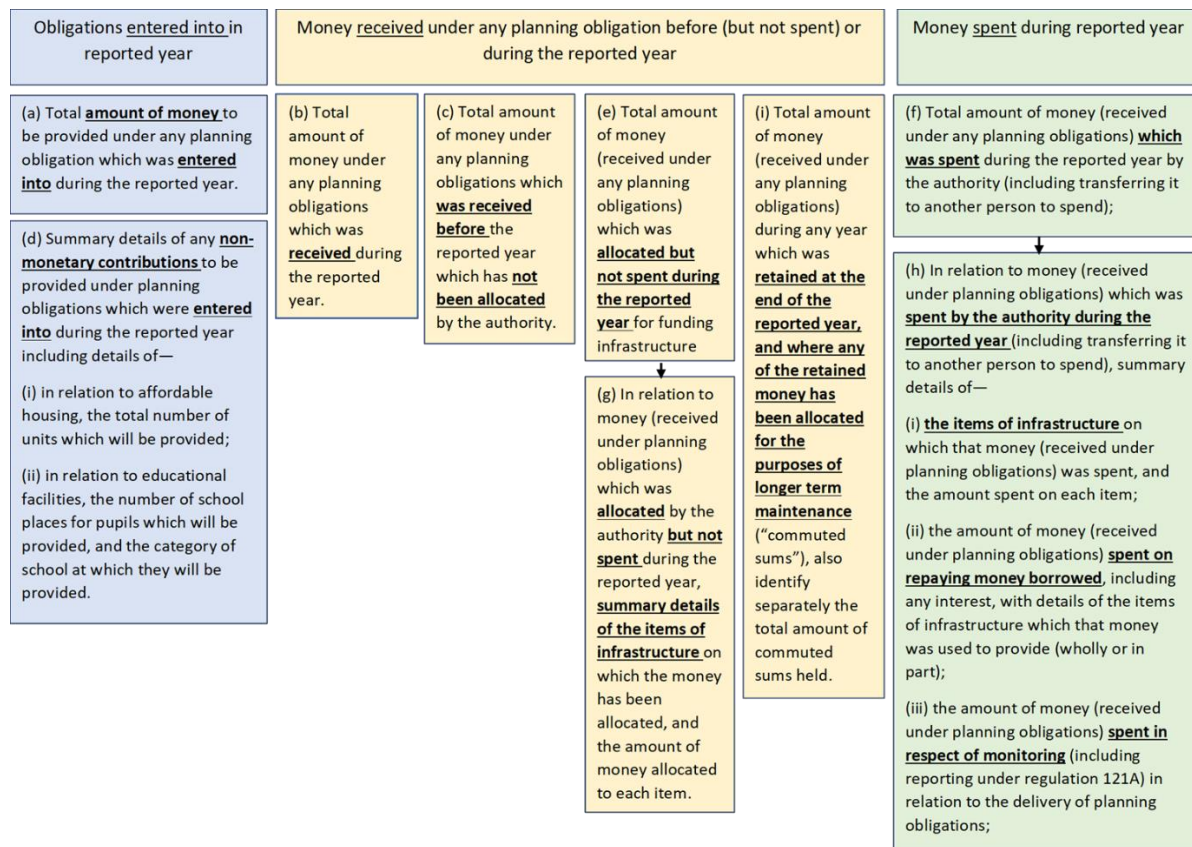 Obligations entered into in
reported year
Money received under any planning obligation before (but not spent) or
during the reported year
Money spent during reported year
(a) Total amount of money to
be provided under any planning
obligation which was entered
into during the reported year.
(d) Summary details of any non-
monetary contributions to be
provided under planning
obligations which were entered
into during the reported year
including details of—
(i) in relation to affordable
housing, the total number of
units which will be provided;
(ii) in relation to educational
facilities, the number of school
places for pupils which will be
provided, and the category of
school at which they will be
provided.
(b) Total
amount of
money under
any planning
obligations
which was
received during
the reported
year.
(c) Total amount
of money under
any planning
obligations which
was received
before the
reported year
which has not
been allocated
by the authority.
(e) Total amount
of money
(received under
any planning
obligations)
which was
allocated but
not spent during
the reported
year for funding
infrastructure
(g) In relation to
money (received
under planning
obligations)
which was
allocated by the
authority but not
spent during the
reported year,
summary details
of the items of
infrastructure on
which the money
has been
allocated, and
the amount of
money allocated
to each item.
(i) Total amount
of money
(received under
any planning
obligations)
during any year
which was
retained at the
end of the
reported year,
and where any
of the retained
money has
been allocated
for the
purposes of
longer term
maintenance
(“commuted
sums”), also
identify
separately the
total amount of
commuted
sums held.
(f) Total amount of money (received
under any planning obligations) which
was spent during the reported year by
the authority (including transferring it
to another person to spend);
(h) In relation to money (received
under planning obligations) which was
spent by the authority during the
reported year (including transferring it
to another person to spend), summary
details of—
(i) the items of infrastructure on
which that money (received under
planning obligations) was spent, and
the amount spent on each item;
(ii) the amount of money (received
under planning obligations) spent on
repaying money borrowed, including
any interest, with details of the items
of infrastructure which that money
was used to provide (wholly or in
part);
(iii) the amount of money (received
under planning obligations) spent in
respect of monitoring (including
reporting under regulation 121A) in
relation to the delivery of planning
obligations;